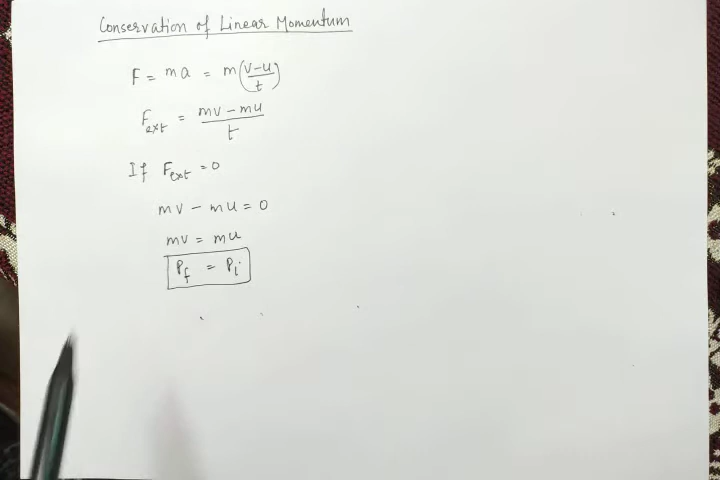 Conservation of Linear Momentum
F = ma = m(v-u/t)
Fext = mv - mu/t
If Fext = 0
mv - mu = 0
mv = mu
Pf = Pi